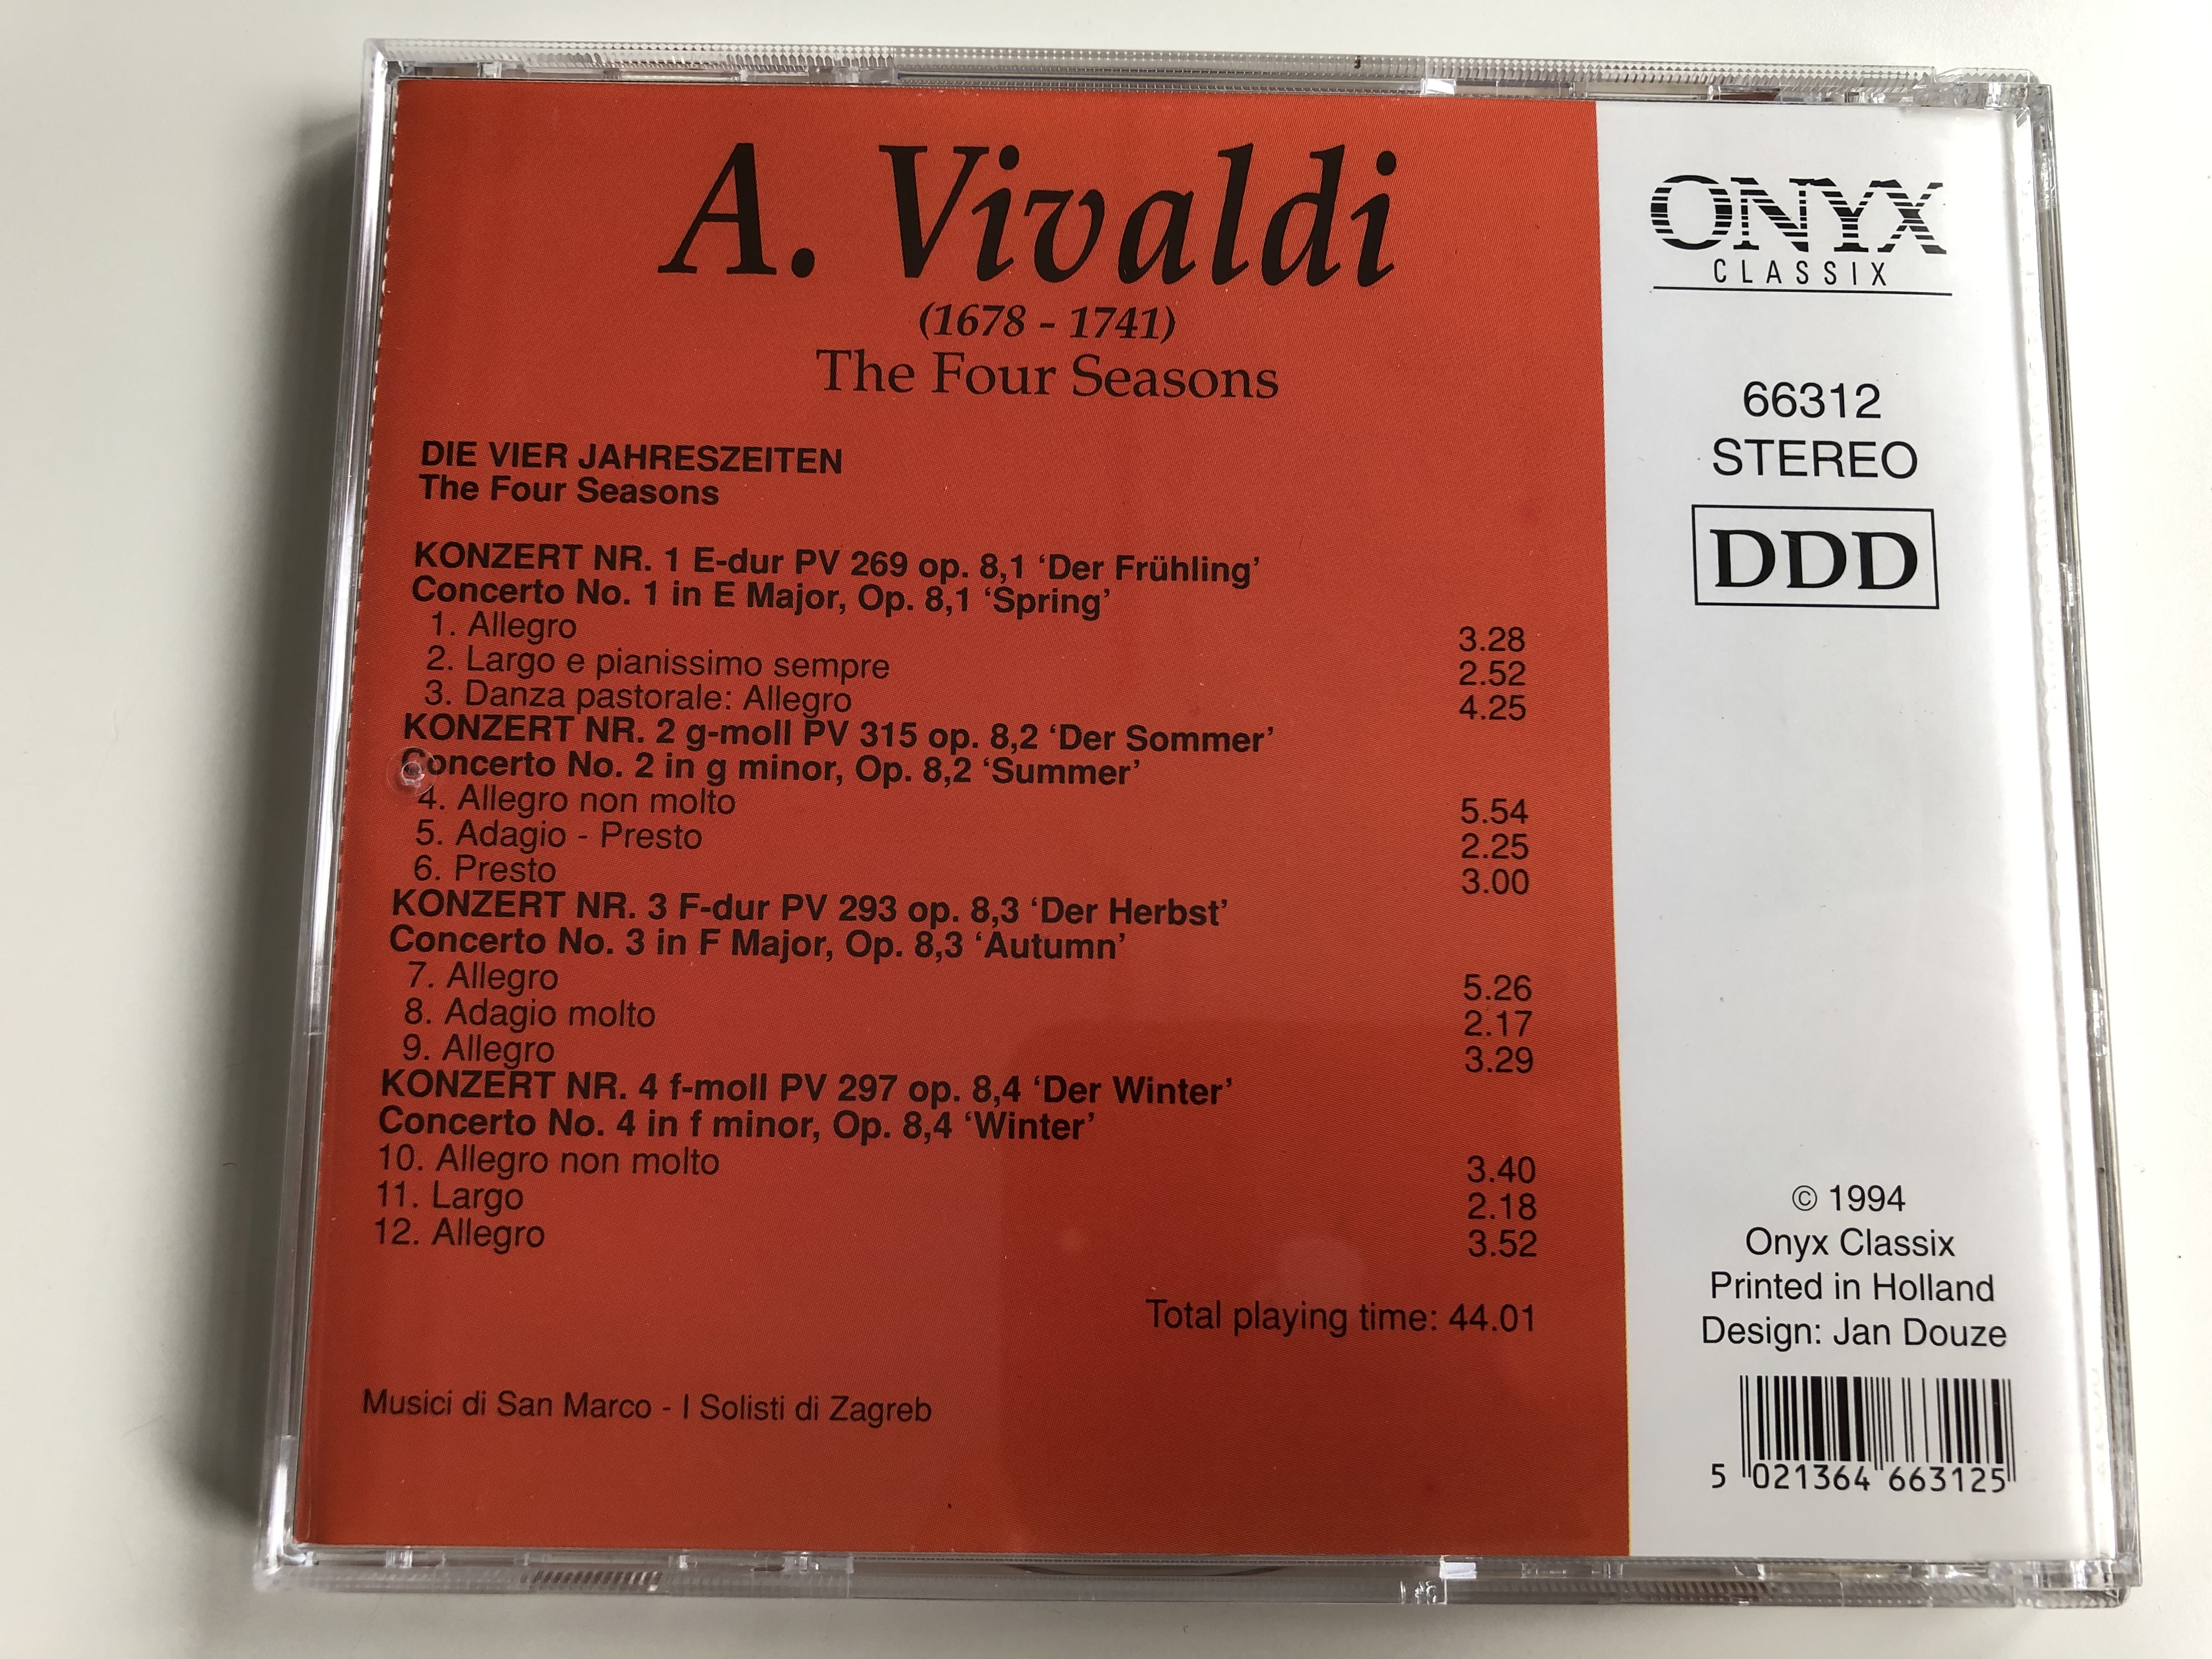 A. Vivaldi
(1678 - 1741)
The Four Seasons
DIE VIER JAHRESZEITEN
The Four Seasons
KONZERT NR. 1 E-dur PV 269 op. 8,1 ‘Der Frühling’
Concerto No. 1 in E Major, Op. 8,1 ‘Spring’
1. Allegro 3.28
2. Largo e pianissimo sempre 2.52
3. Danza pastorale: Allegro 4.25
KONZERT NR. 2 g-moll PV 315 op. 8,2 ‘Der Sommer’
Concerto No. 2 in g minor, Op. 8,2 ‘Summer’
4. Allegro non molto 5.54
5. Adagio - Presto 2.25
6. Presto 3.00
KONZERT NR. 3 F-dur PV 293 op. 8,3 ‘Der Herbst’
Concerto No. 3 in F Major, Op. 8,3 ‘Autumn’
7. Allegro 5.26
8. Adagio molto 2.17
9. Allegro 3.29
KONZERT NR. 4 f-moll PV 297 op. 8,4 ‘Der Winter’
Concerto No. 4 in f minor, Op. 8,4 ‘Winter’
10. Allegro non molto 3.40
11. Largo 2.18
12. Allegro 3.52
Total playing time: 44.01
Musici di San Marco - I Solisti di Zagreb
ONYX
CLASSIX
66312
STEREO
DDD
© 1994
Onyx Classix
Printed in Holland
Design: Jan Douze
5 021364 663125